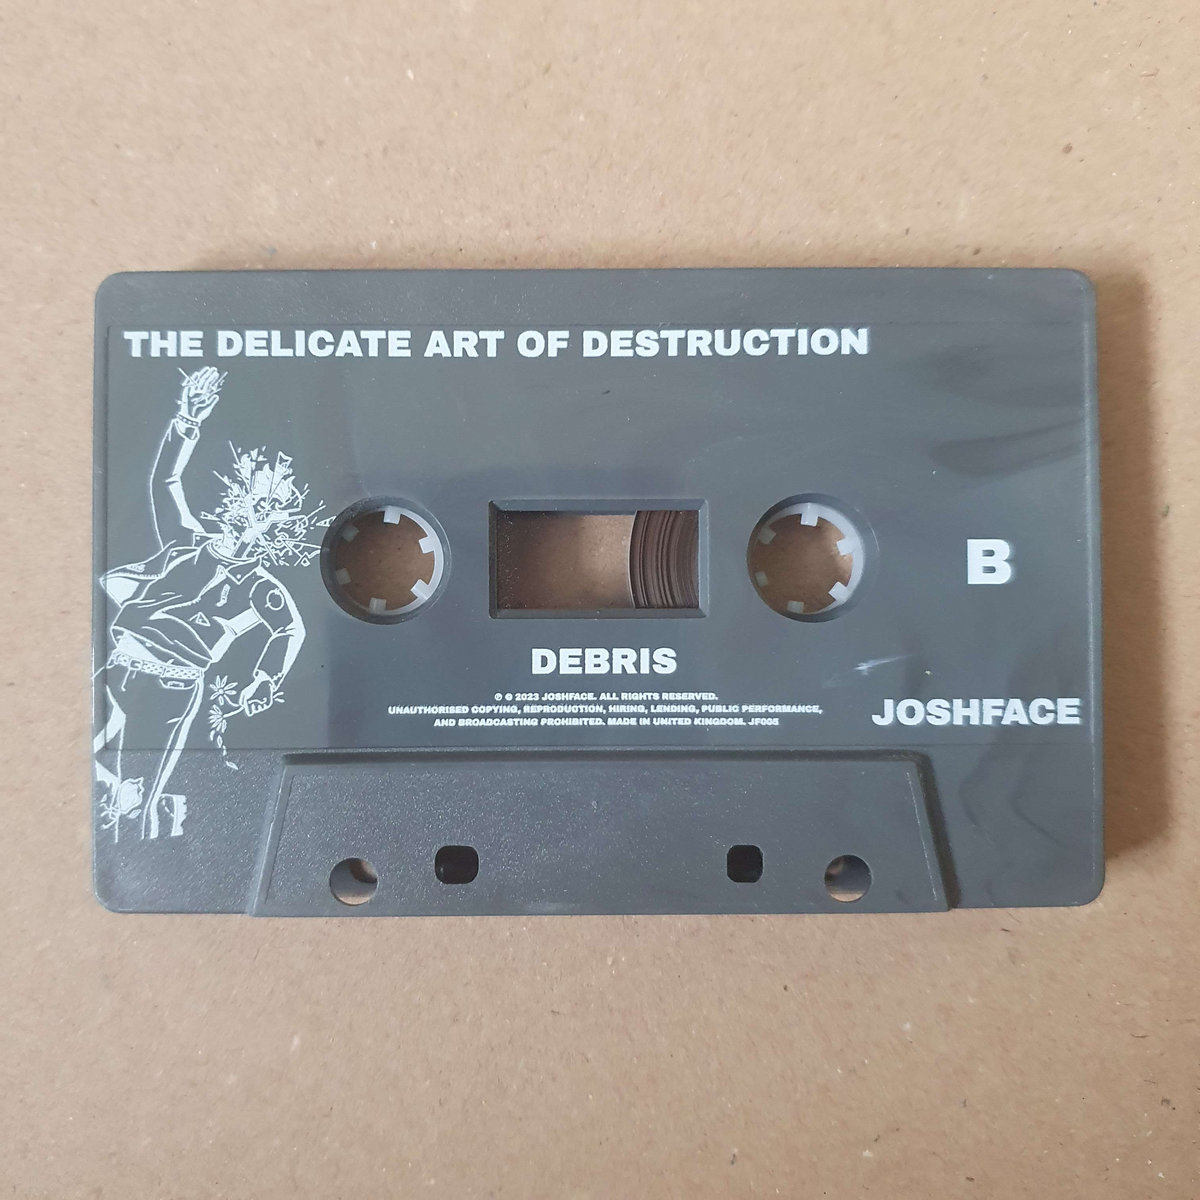 THE DELICATE ART OF DESTRUCTION
B
DEBRIS
℗ © 2023 JOSHFACE. ALL RIGHTS RESERVED.
UNAUTHORISED COPYING, REPRODUCTION, HIRING, LENDING, PUBLIC PERFORMANCE,
AND BROADCASTING PROHIBITED. MADE IN UNITED KINGDOM. JF005
JOSHFACE